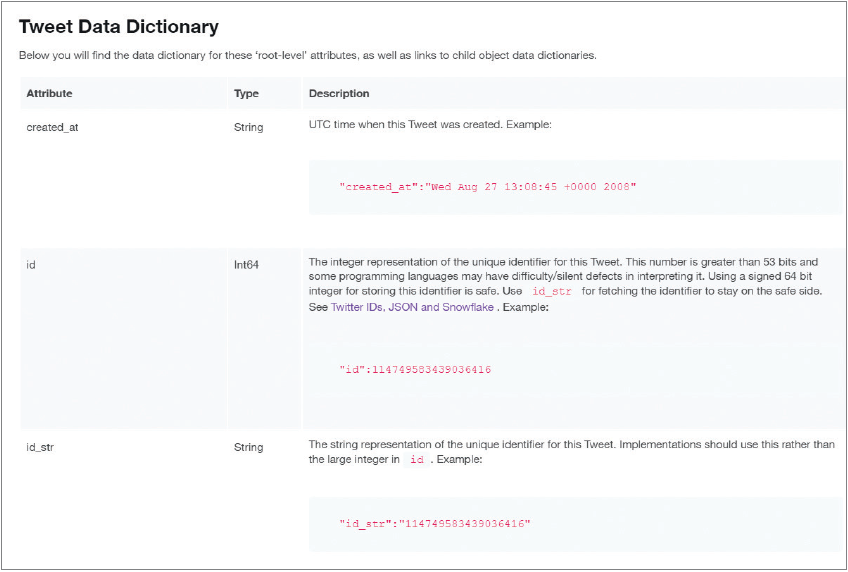 Tweet Data Dictionary
Below you will find the data dictionary for these ‘root-level’ attributes, as well as links to child object data dictionaries.
Attribute Type Description
created_at String UTC time when this Tweet was created. Example:
"created_at":"Wed Aug 27 13:08:45 +0000 2008"
id Int64 The integer representation of the unique identifier for this Tweet. This number is greater than 53 bits and
some programming languages may have difficulty/silent defects in interpreting it. Using a signed 64 bit
integer for storing this identifier is safe. Use id_str for fetching the identifier to stay on the safe side.
See Twitter IDs, JSON and Snowflake . Example:
"id":114749583439036416
id_str String The string representation of the unique identifier for this Tweet. Implementations should use this rather than
the large integer in id . Example:
"id_str":"114749583439036416"